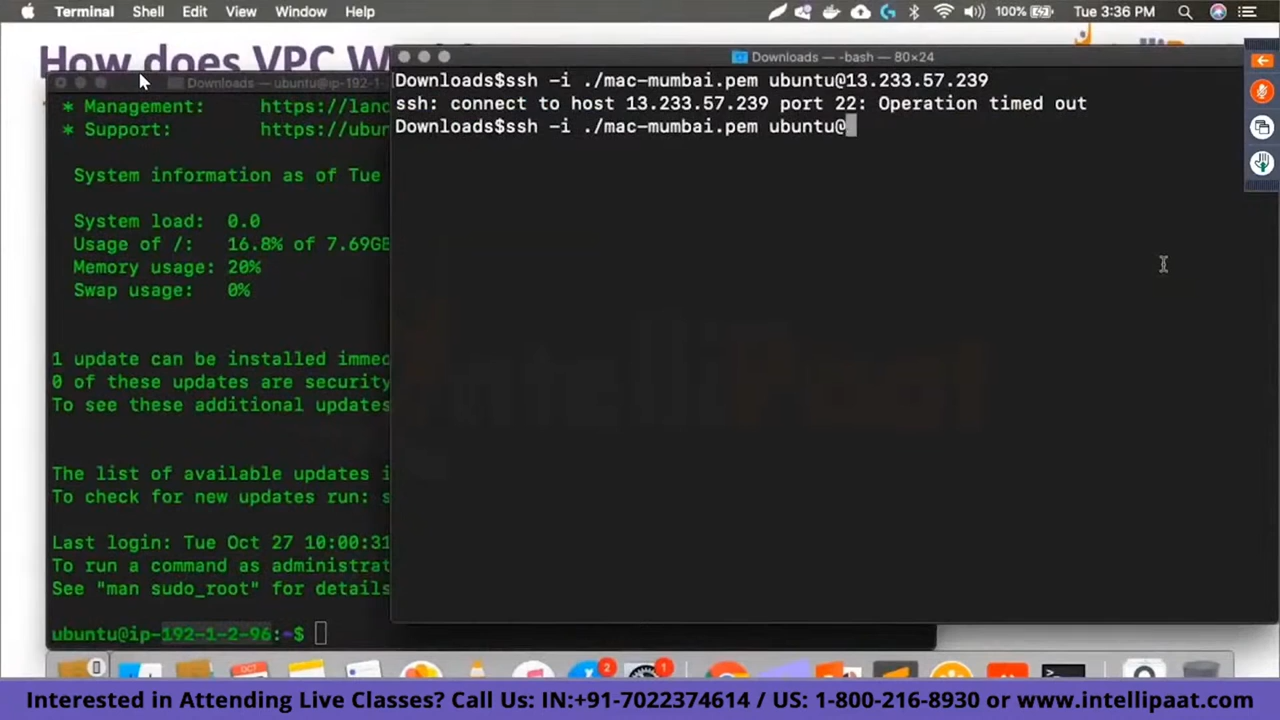 Terminal Shell Edit View Window Help 100% Tue 3:36 PM
How does VPC W
Downloads — ubuntu@ip-192-1-
* Management: https://land
* Support: https://ubun
System information as of Tue
System load: 0.0
Usage of /: 16.8% of 7.69GB
Memory usage: 20%
Swap usage: 0%
1 update can be installed immed
0 of these updates are security
To see these additional updates
The list of available updates i
To check for new updates run: s
Last login: Tue Oct 27 10:00:31
To run a command as administrat
See "man sudo_root" for details
ubuntu@ip-192-1-2-96:~$
Downloads — -bash — 80×24
Downloads$ssh -i ./mac-mumbai.pem ubuntu@13.233.57.239
ssh: connect to host 13.233.57.239 port 22: Operation timed out
Downloads$ssh -i ./mac-mumbai.pem ubuntu@
IntelliPaat
OCT 2 1
Interested in Attending Live Classes? Call Us: IN:+91-7022374614 / US: 1-800-216-8930 or www.intellipaat.com